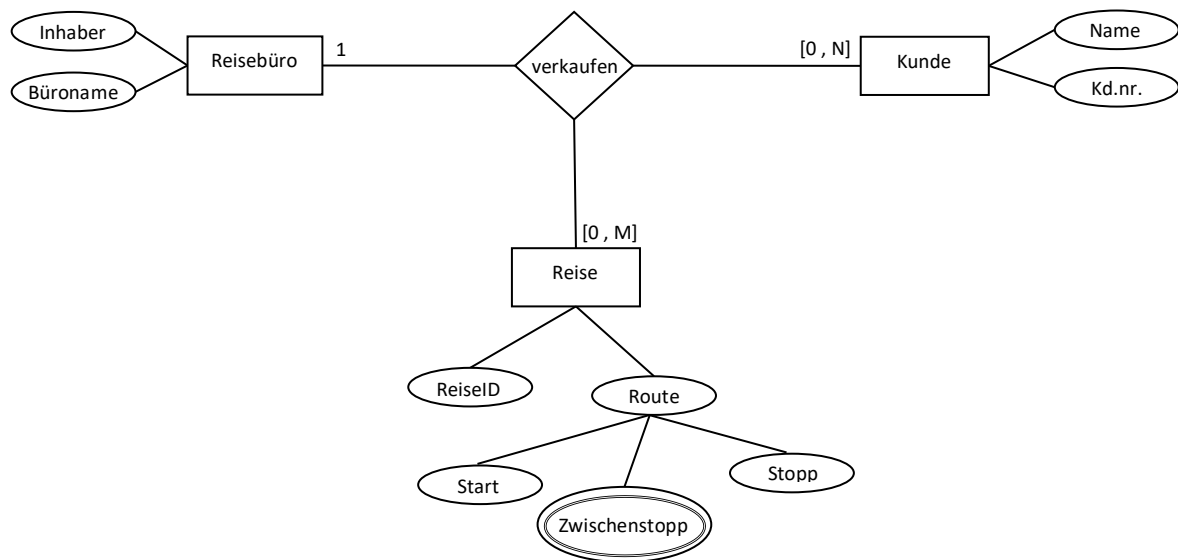 Inhaber
Reisebüro
Büroname
1
verkaufen
[0 , N]
Kunde
Name
Kd.nr.
[0 , M]
Reise
ReiseID
Route
Start
Zwischenstopp
Stopp